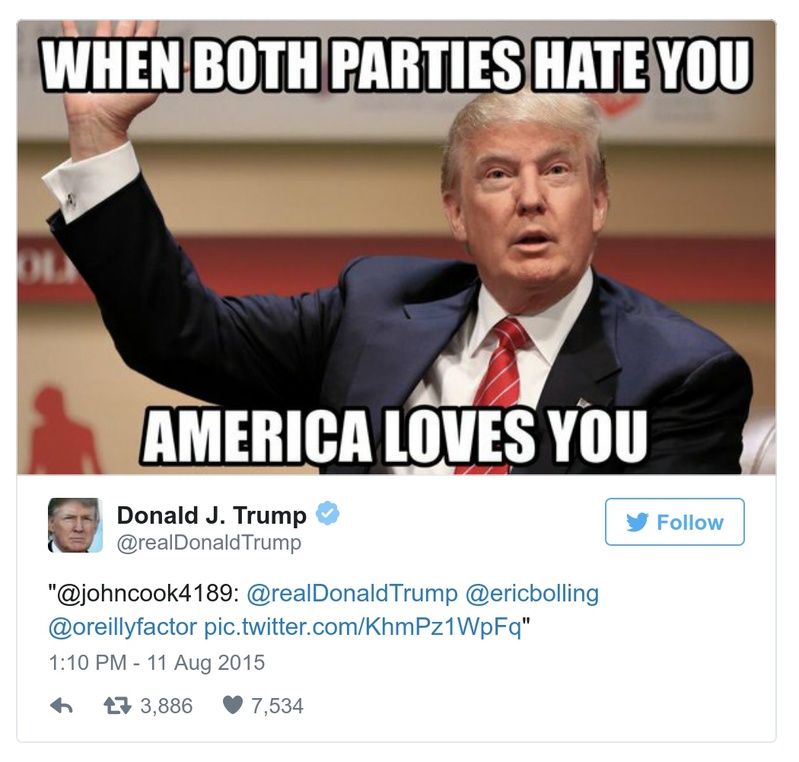 WHEN BOTH PARTIES HATE YOU
OLI
AMERICA LOVES YOU
Donald J. Trump
@realDonaldTrump
Follow
"@johncook4189: @realDonaldTrump @ericbolling
@oreillyfactor pic.twitter.com/KhmPz1WpFq"
1:10 PM - 11 Aug 2015
3,886 7,534